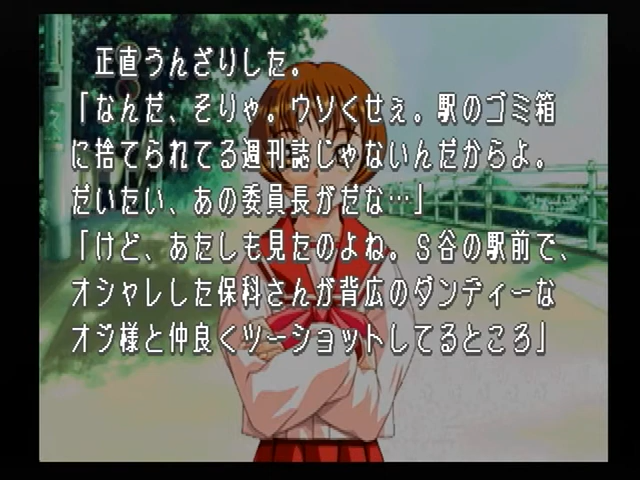 正直うんざりした。
「なんだ、そりゃ。ウソくせぇ。駅のゴミ箱
に捨てられてる週刊誌じゃないんだからよ。
だいたい、あの委員長がだな…」
「けど、あたしも見たのよね。S谷の駅前で、
オシャレした保科さんが背広のダンディーな
オジ様と仲良くツーショットしてるところ」